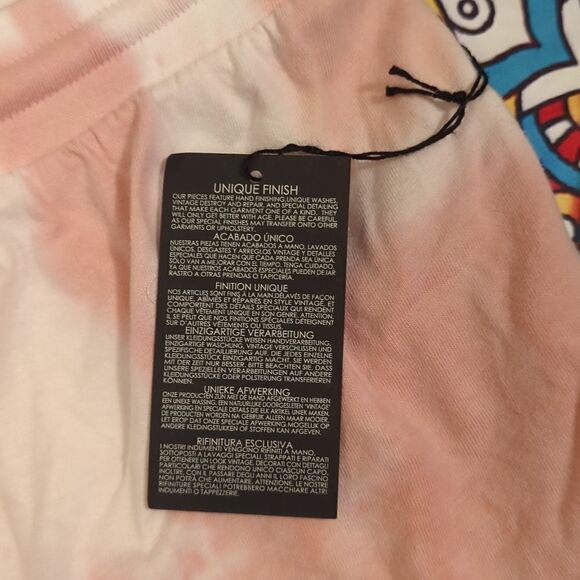 UNIQUE FINISH
OUR PIECES FEATURE HAND FINISHING, UNIQUE WASHES,
VINTAGE DESTROY AND REPAIR, AND SPECIAL DETAILING
THAT MAKE EACH GARMENT ONE OF A KIND. THEY
WILL ONLY GET BETTER WITH AGE. PLEASE BE CAREFUL,
AS OUR SPECIAL FINISHES MAY TRANSFER ONTO OTHER
GARMENTS OR UPHOLSTERY.
ACABADO ÚNICO
NUESTRAS PIEZAS TIENEN ACABADOS A MANO, LAVADOS
ÚNICOS, DESGASTES Y ARREGLOS VINTAGE Y DETALLES
ESPECIALES QUE HACEN QUE CADA PRENDA SEA ÚNICA.
SÓLO VAN A MEJORAR CON EL TIEMPO. TENGA CUIDADO,
YA QUE NUESTROS ACABADOS ESPECIALES PUEDEN DEJAR
RASTRO A OTRAS PRENDAS O TAPICERÍA.
FINITION UNIQUE
NOS ARTICLES SONT FINIS À LA MAIN,DÉLAVÉS DE FAÇON
UNIQUE, ABÎMÉS ET RÉPARÉS EN STYLE VINTAGE, ET
COMPORTENT DES DÉTAILS SPÉCIAUX QUI RENDENT
CHAQUE VÊTEMENT UNIQUE EN SON GENRE. ATTENTION,
IL SE PEUT QUE NOS FINITIONS SPÉCIALES DÉTEIGNENT
SUR D'AUTRES VÊTEMENTS OU TISSUS.
EINZIGARTIGE VERARBEITUNG
UNSER KLEIDUNGSSTÜCKE WEISEN HANDVERARBEITUNG,
EINZIGARTIGE WASCHUNG, VINTAGE VERSCHLISSEN UND
SPEZIFISCHE DETAILLIERUNG AUF, DIE JEDES EINZELNE
KLEIDUNGSSTÜCK EINZIGARTIG MACHT. SIE WERDEN
MIT DER ZEIT NUR BESSER. BITTE BEACHTEN SIE, DASS
UNSERE SPEZIELLEN VERARBEITUNGEN AUF ANDERE
KLEIDUNGSSTÜCKE ODER POLSTERUNG TRANSFERIEREN
KÖNNEN.
UNIEKE AFWERKING
ONZE PRODUCTEN ZIJN MET DE HAND AFGEWERKT EN HEBBEN
EEN UNIEKE WASSING, EEN NATUURLIJKE DOORGESLETEN 'VINTAGE'
AFWERKING EN SPECIALE DETAILS DIE ELK ARTIKEL UNIEK MAKEN.
DE PRODUCTEN WORDEN NA GEBRUIK ALLEEN MAAR MOOIER.
LET EROP DAT ONZE SPECIALE AFWERKING MOGELIJK OP
ANDERE KLEDINGSTUKKEN OF STOFFEN KAN AFGEVEN.
RIFINITURA ESCLUSIVA
I NOSTRI INDUMENTI VENGONO RIFINITI A MANO,
SOTTOPOSTI A LAVAGGI SPECIALI, STRAPPATI E RIPARATI
PER OTTENERE UN LOOK VINTAGE, DECORATI CON DETTAGLI
PARTICOLARI CHE RENDONO UNICO CIASCUN CAPO.
INOLTRE, CON IL PASSARE DEGLI ANNI IL LORO FASCINO
NON POTRÀ CHE AUMENTARE. ATTENZIONE, LE NOSTRE
RIFINITURE SPECIALI POTREBBERO MACCHIARE ALTRI
INDUMENTI O TAPPEZZERIE.